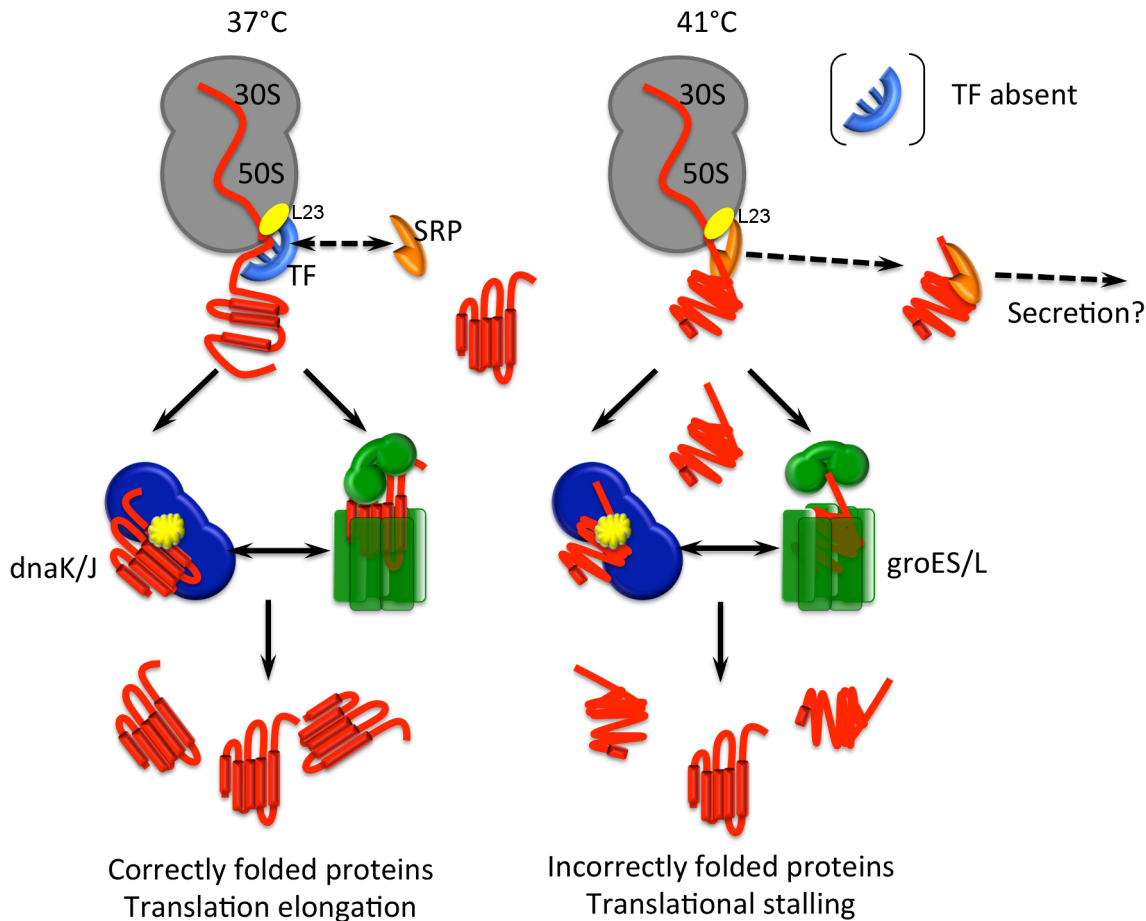 37°C
41°C
30S
50S
L23
SRP
TF
30S
50S
L23
TF absent
Secretion?
dnaK/J
groES/L
Correctly folded proteins
Translation elongation
Incorrectly folded proteins
Translational stalling